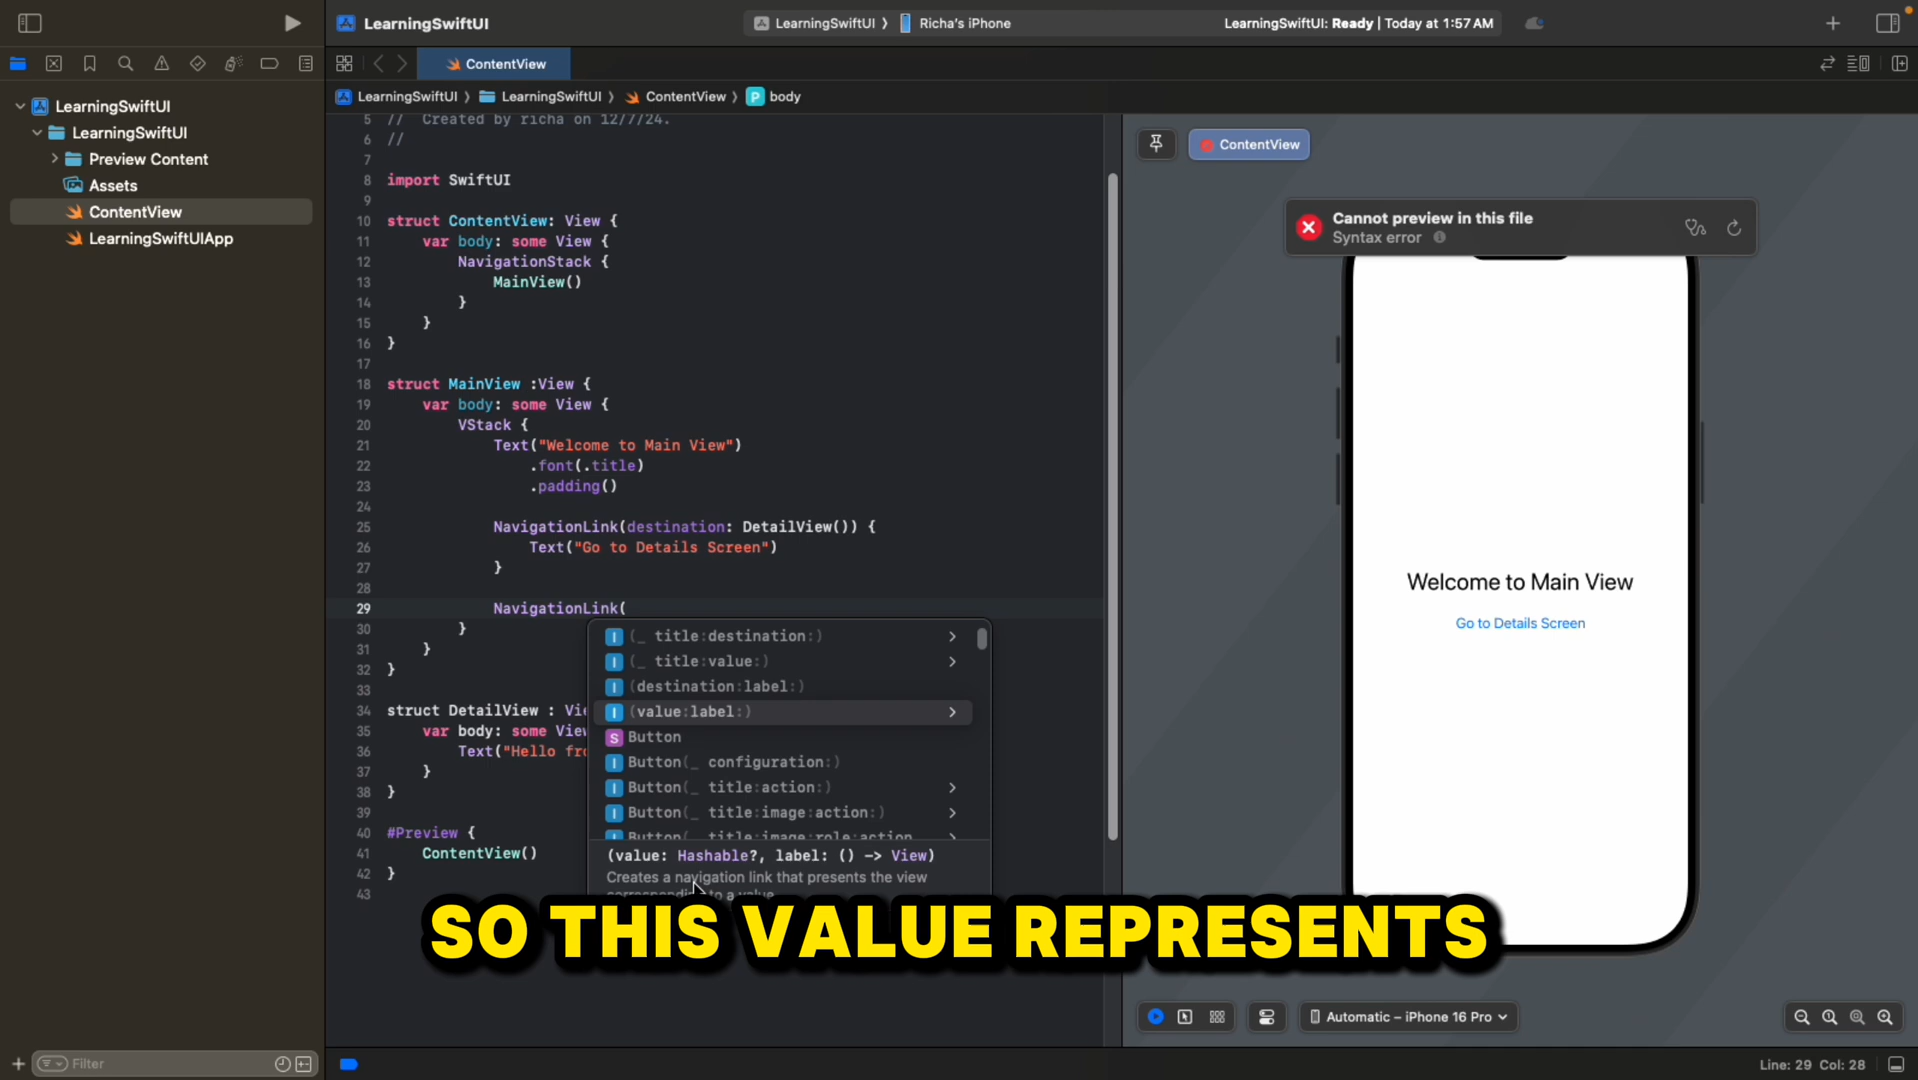 LearningSwiftUI
LearningSwiftUI
Richa's iPhone
LearningSwiftUI: Ready | Today at 1:57 AM
ContentView
LearningSwiftUI
LearningSwiftUI
ContentView
body
LearningSwiftUI
LearningSwiftUI
Preview Content
Assets
ContentView
LearningSwiftUIApp
5 // Created by richa on 12/7/24.
6 //
7
8 import SwiftUI
9
10 struct ContentView: View {
11 var body: some View {
12 NavigationStack {
13 MainView()
14 }
15 }
16 }
17
18 struct MainView :View {
19 var body: some View {
20 VStack {
21 Text("Welcome to Main View")
22 .font(.title)
23 .padding()
24
25 NavigationLink(destination: DetailView()) {
26 Text("Go to Details Screen")
27 }
28
29 NavigationLink(
30 }
31 }
32 }
33
34 struct DetailView : Vie
35 var body: some View
36 Text("Hello fro
37 }
38 }
39
40 #Preview {
41 ContentView()
42 }
43
(_ title:destination:)
(_ title:value:)
(destination:label:)
(value:label:)
Button
Button(_ configuration:)
Button(_ title:action:)
Button(_ title:image:action:)
Button(_ title:image:role:action
(value: Hashable?, label: () -> View)
Creates a navigation link that presents the view
corresponding to a value.
SO THIS VALUE REPRESENTS
ContentView
Cannot preview in this file
Syntax error
Welcome to Main View
Go to Details Screen
Automatic – iPhone 16 Pro
Filter
Line: 29 Col: 28